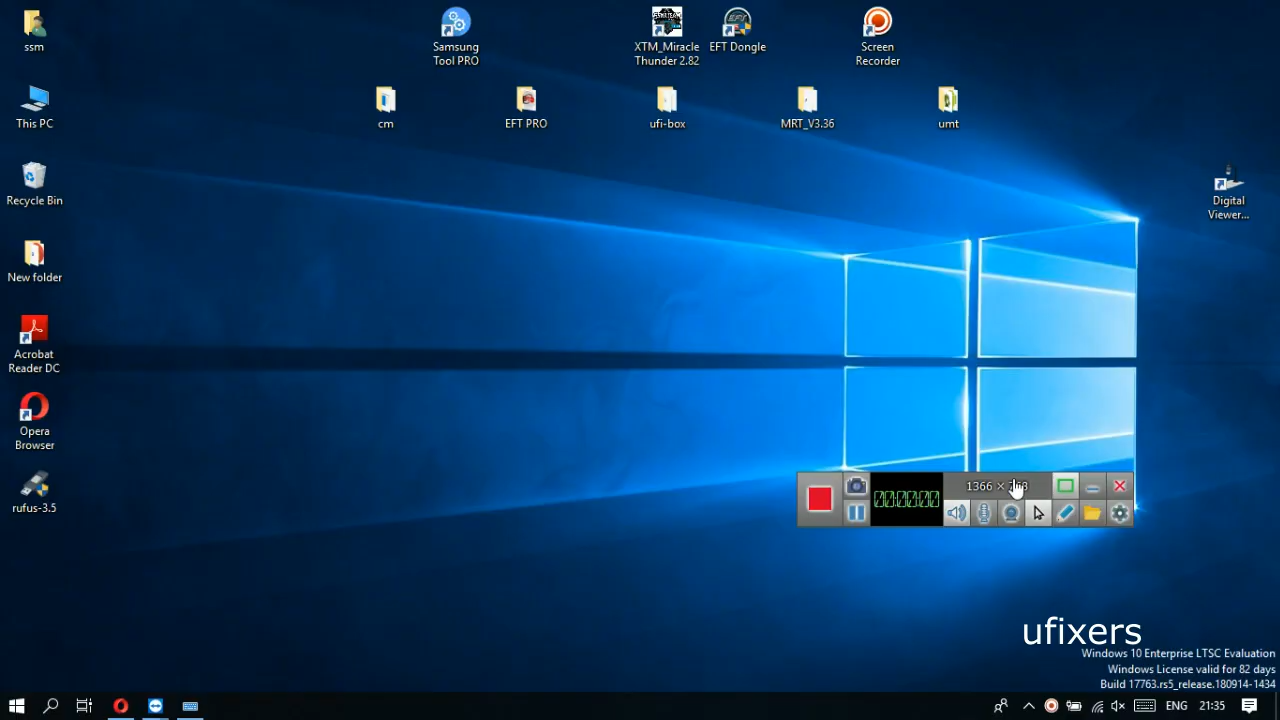 ssm
Samsung
Tool PRO
XTM_Miracle
Thunder 2.82
EFT Dongle
Screen
Recorder
This PC
cm
EFT PRO
ufi-box
MRT_V3.36
umt
Recycle Bin
Digital
Viewer...
New folder
Acrobat
Reader DC
Opera
Browser
rufus-3.5
1366 ×
00:00:00
ufixers
Windows 10 Enterprise LTSC Evaluation
Windows License valid for 82 days
Build 17763.rs5_release.180914-1434
ENG
21:35